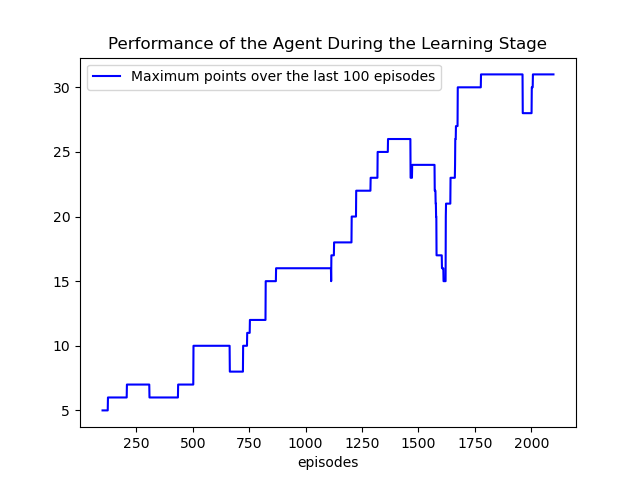 Performance of the Agent During the Learning Stage
Maximum points over the last 100 episodes
30
25
20
15
10
5
250 500 750 1000 1250 1500 1750 2000
episodes